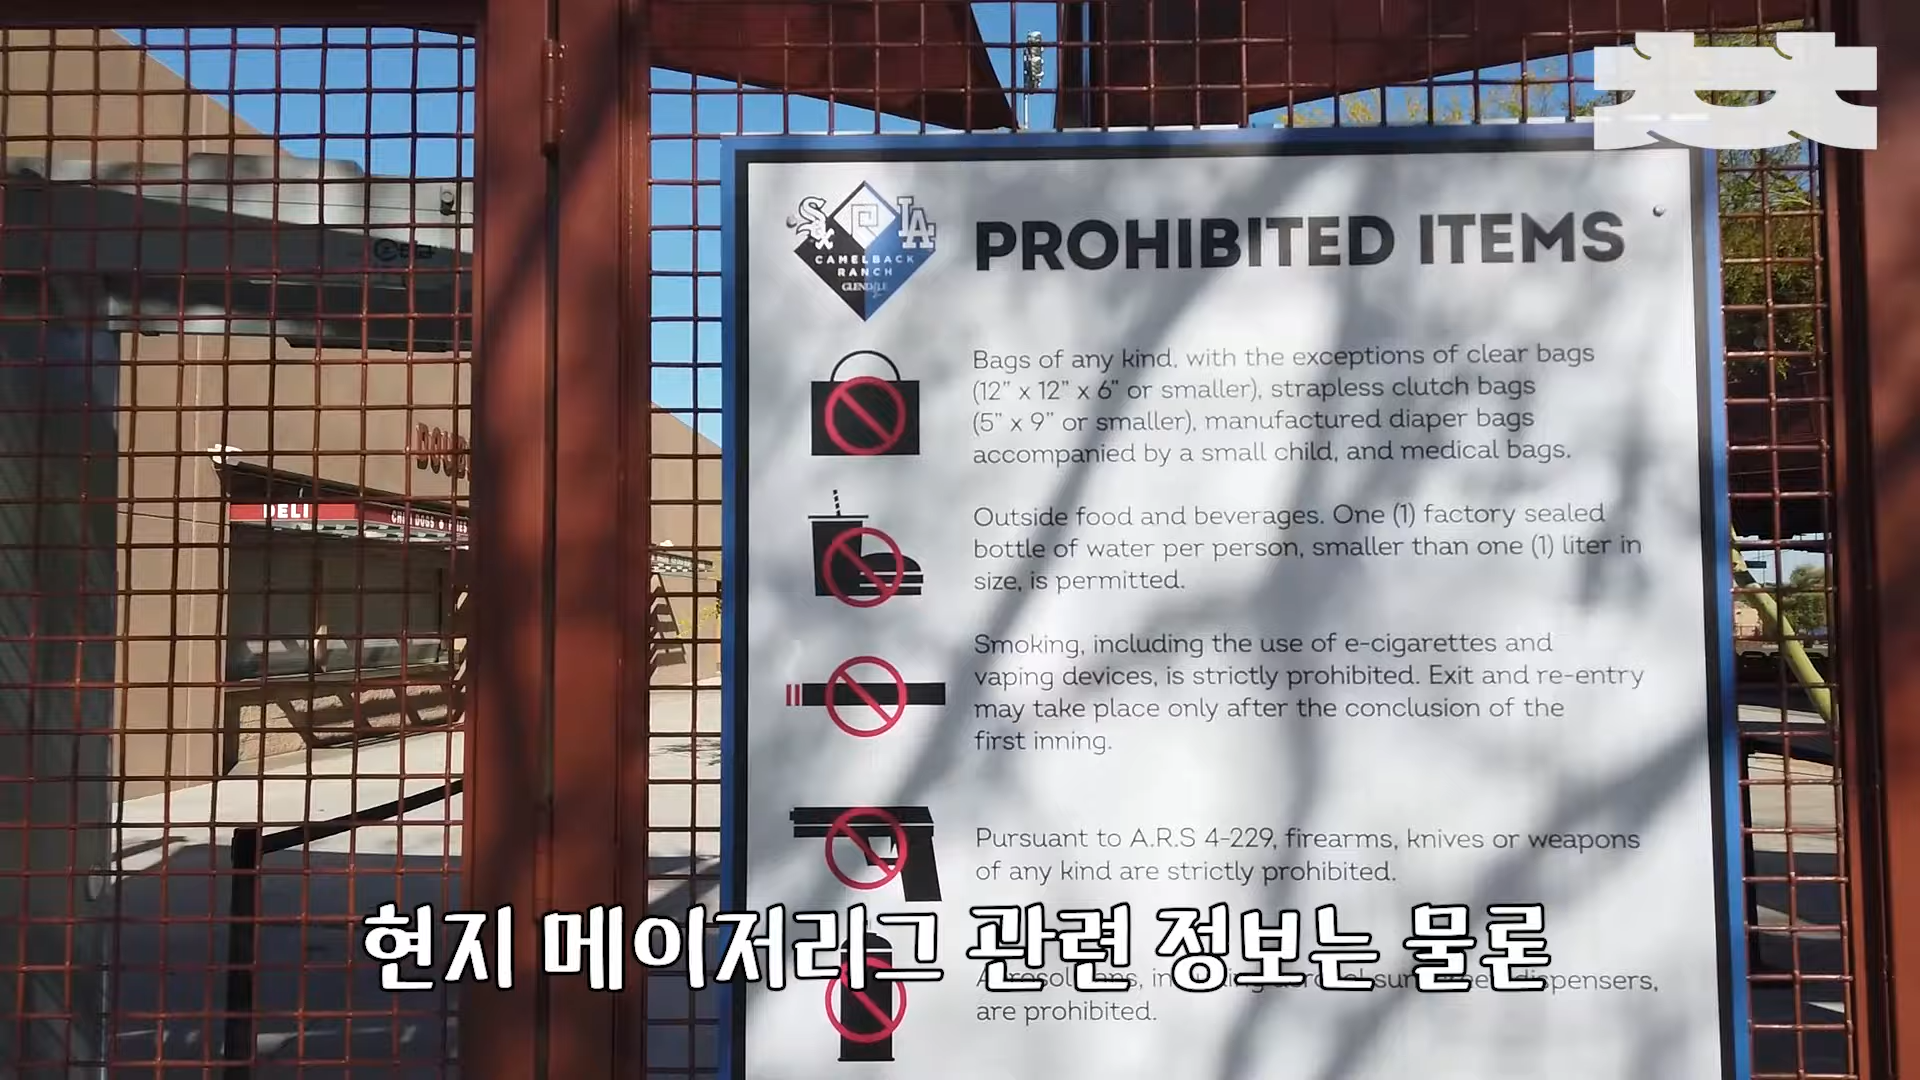 Sox
LA
CAMELBACK
RANCH
GLENDALE
PROHIBITED ITEMS
Bags of any kind, with the exceptions of clear bags
(12" x 12" x 6" or smaller), strapless clutch bags
(5" x 9" or smaller), manufactured diaper bags
accompanied by a small child, and medical bags.
Outside food and beverages. One (1) factory sealed
bottle of water per person, smaller than one (1) liter in
size, is permitted.
Smoking, including the use of e-cigarettes and
vaping devices, is strictly prohibited. Exit and re-entry
may take place only after the conclusion of the
first inning.
Pursuant to A.R.S 4-229, firearms, knives or weapons
of any kind are strictly prohibited.
dispensers,
are prohibited.
DELI
현지 메이저리그 관련 정보는 물론